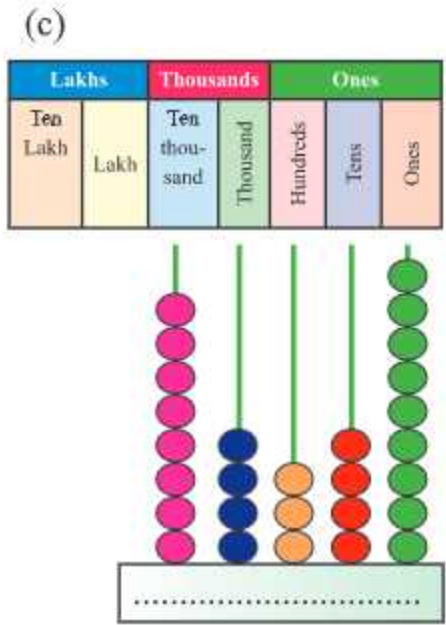 (c)
Lakhs Thousands Ones
Ten Lakh
Lakh
Ten thou-sand
Thousand
Hundreds
Tens
Ones
....................................